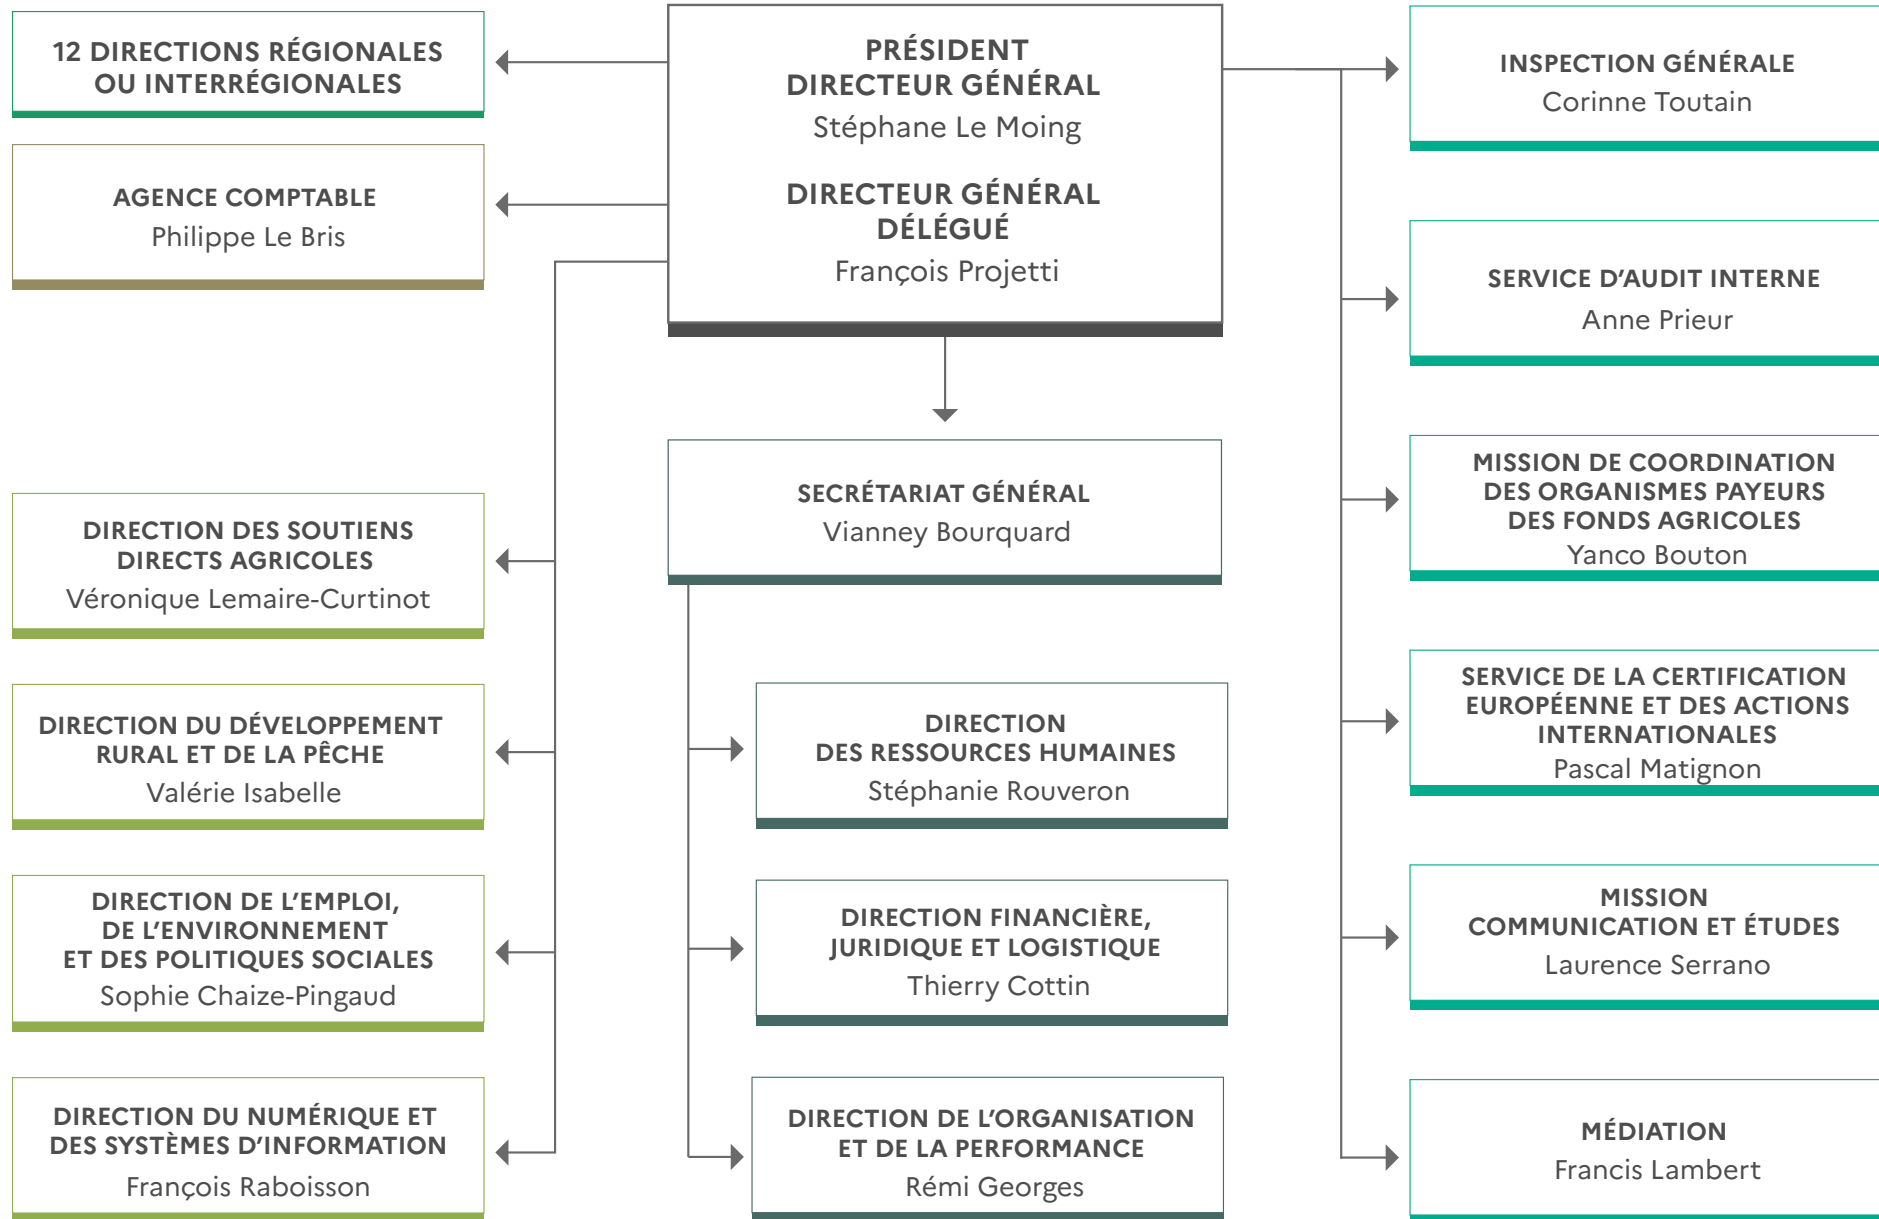 12 DIRECTIONS RÉGIONALES
OU INTERRÉGIONALES
AGENCE COMPTABLE
Philippe Le Bris
PRÉSIDENT
DIRECTEUR GÉNÉRAL
Stéphane Le Moing
DIRECTEUR GÉNÉRAL
DÉLÉGUÉ
François Projetti
INSPECTION GÉNÉRALE
Corinne Toutain
SERVICE D’AUDIT INTERNE
Anne Prieur
MISSION DE COORDINATION
DES ORGANISMES PAYEURS
DES FONDS AGRICOLES
Yanco Bouton
SERVICE DE LA CERTIFICATION
EUROPÉENNE ET DES ACTIONS
INTERNATIONALES
Pascal Matignon
MISSION
COMMUNICATION ET ÉTUDES
Laurence Serrano
MÉDIATION
Francis Lambert
SECRÉTARIAT GÉNÉRAL
Vianney Bourquard
DIRECTION
DES RESSOURCES HUMAINES
Stéphanie Rouveron
DIRECTION FINANCIÈRE,
JURIDIQUE ET LOGISTIQUE
Thierry Cottin
DIRECTION DE L’ORGANISATION
ET DE LA PERFORMANCE
Rémi Georges
DIRECTION DES SOUTIENS
DIRECTS AGRICOLES
Véronique Lemaire-Curtinot
DIRECTION DU DÉVELOPPEMENT
RURAL ET DE LA PÊCHE
Valérie Isabelle
DIRECTION DE L’EMPLOI,
DE L’ENVIRONNEMENT
ET DES POLITIQUES SOCIALES
Sophie Chaize-Pingaud
DIRECTION DU NUMÉRIQUE ET
DES SYSTÈMES D’INFORMATION
François Raboisson